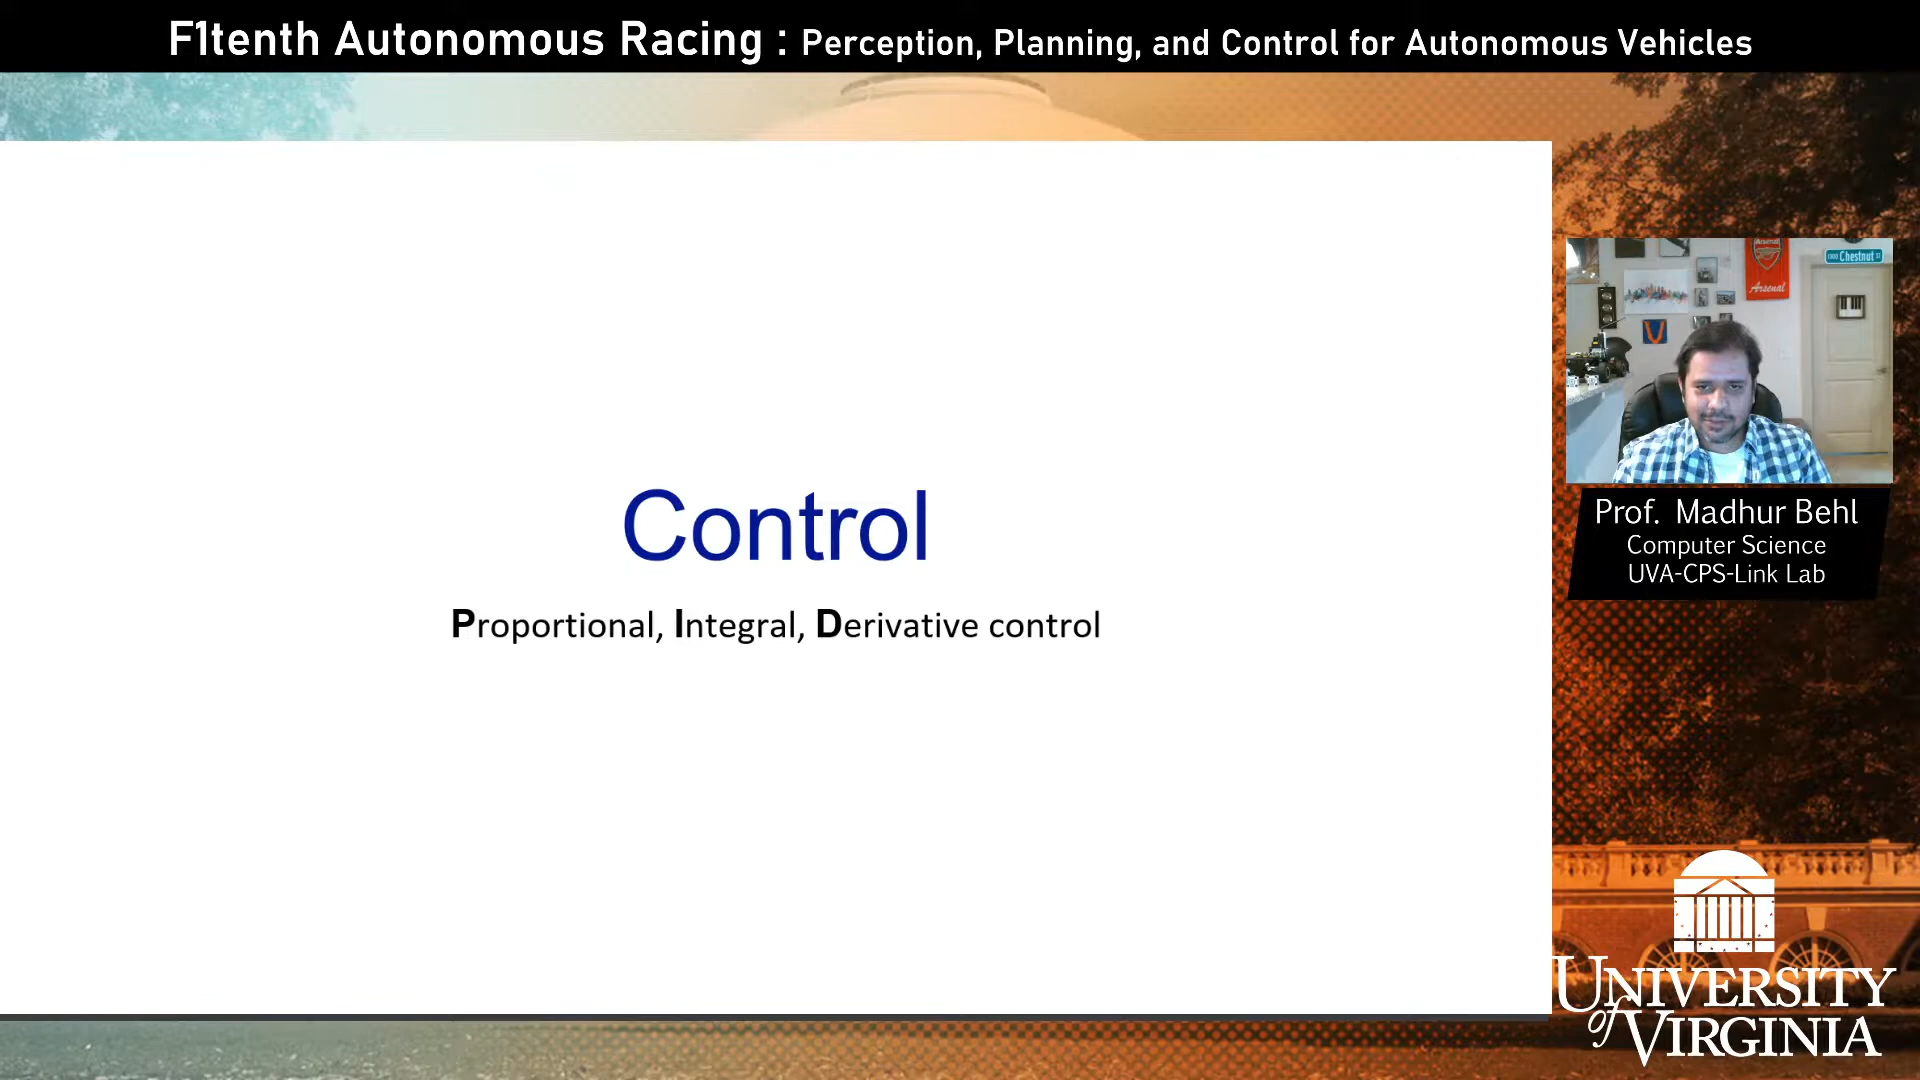 F1tenth Autonomous Racing : Perception, Planning, and Control for Autonomous Vehicles
Control
Proportional, Integral, Derivative control
Arsenal
Arsenal
Chestnut
Prof. Madhur Behl
Computer Science
UVA-CPS-Link Lab
UNIVERSITY
of VIRGINIA